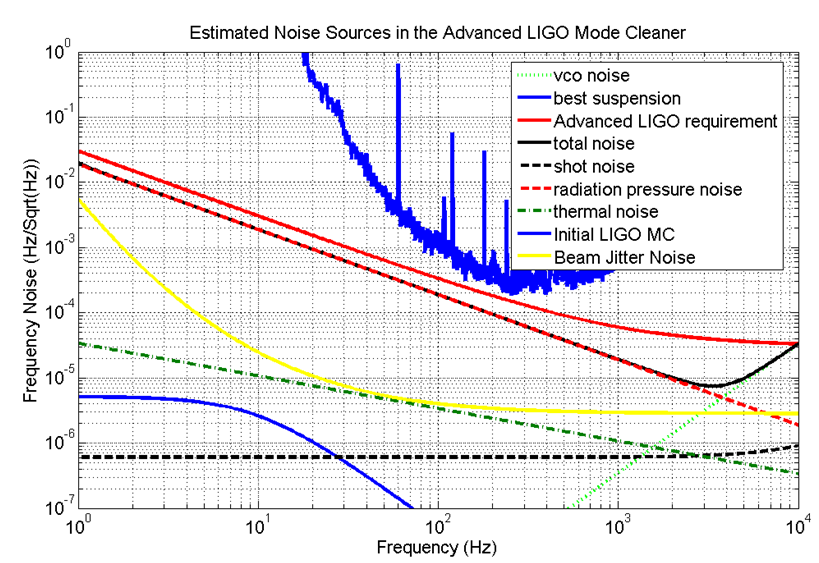 Estimated Noise Sources in the Advanced LIGO Mode Cleaner
10^0
10^-1
10^-2
10^-3
10^-4
10^-5
10^-6
10^-7
Frequency Noise (Hz/Sqrt(Hz))
vco noise
best suspension
Advanced LIGO requirement
total noise
shot noise
radiation pressure noise
thermal noise
Initial LIGO MC
Beam Jitter Noise
10^0 10^1 10^2 10^3 10^4
Frequency (Hz)